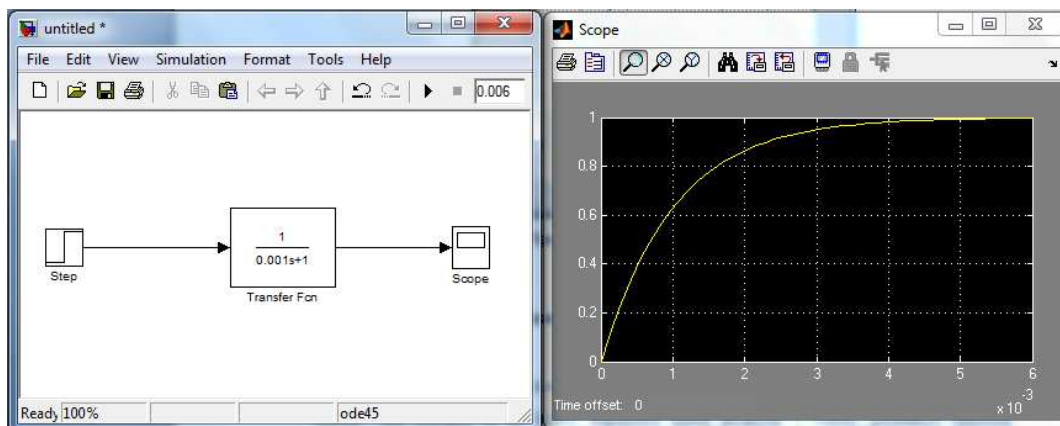 untitled *
File Edit View Simulation Format Tools Help
0.006
Step
1
0.001s+1
Transfer Fcn
Scope
Ready 100% ode45
Scope
1
0.8
0.6
0.4
0.2
0
0 1 2 3 4 5 6
Time offset: 0
x 10
-3